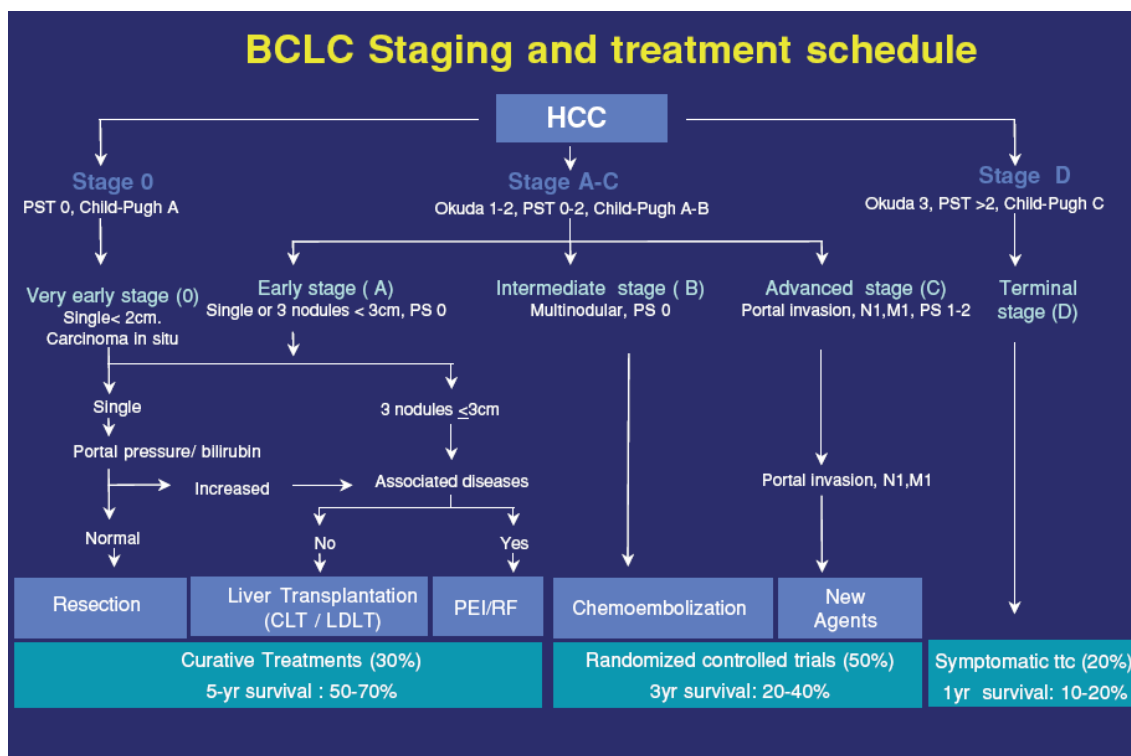 BCLC Staging and treatment schedule
HCC
Stage 0
PST 0, Child-Pugh A
Stage A-C
Okuda 1-2, PST 0-2, Child-Pugh A-B
Stage D
Okuda 3, PST >2, Child-Pugh C
Very early stage (0)
Single< 2cm.
Carcinoma in situ
Early stage ( A)
Single or 3 nodules < 3cm, PS 0
Intermediate stage ( B)
Multinodular, PS 0
Advanced stage (C)
Portal invasion, N1,M1, PS 1-2
Terminal
stage (D)
Single
3 nodules ≤3cm
Portal pressure/ bilirubin
Increased
Associated diseases
Portal invasion, N1,M1
Normal
No
Yes
Resection
Liver Transplantation
(CLT / LDLT)
PEI/RF
Chemoembolization
New
Agents
Curative Treatments (30%)
5-yr survival : 50-70%
Randomized controlled trials (50%)
3yr survival: 20-40%
Symptomatic ttc (20%)
1yr survival: 10-20%